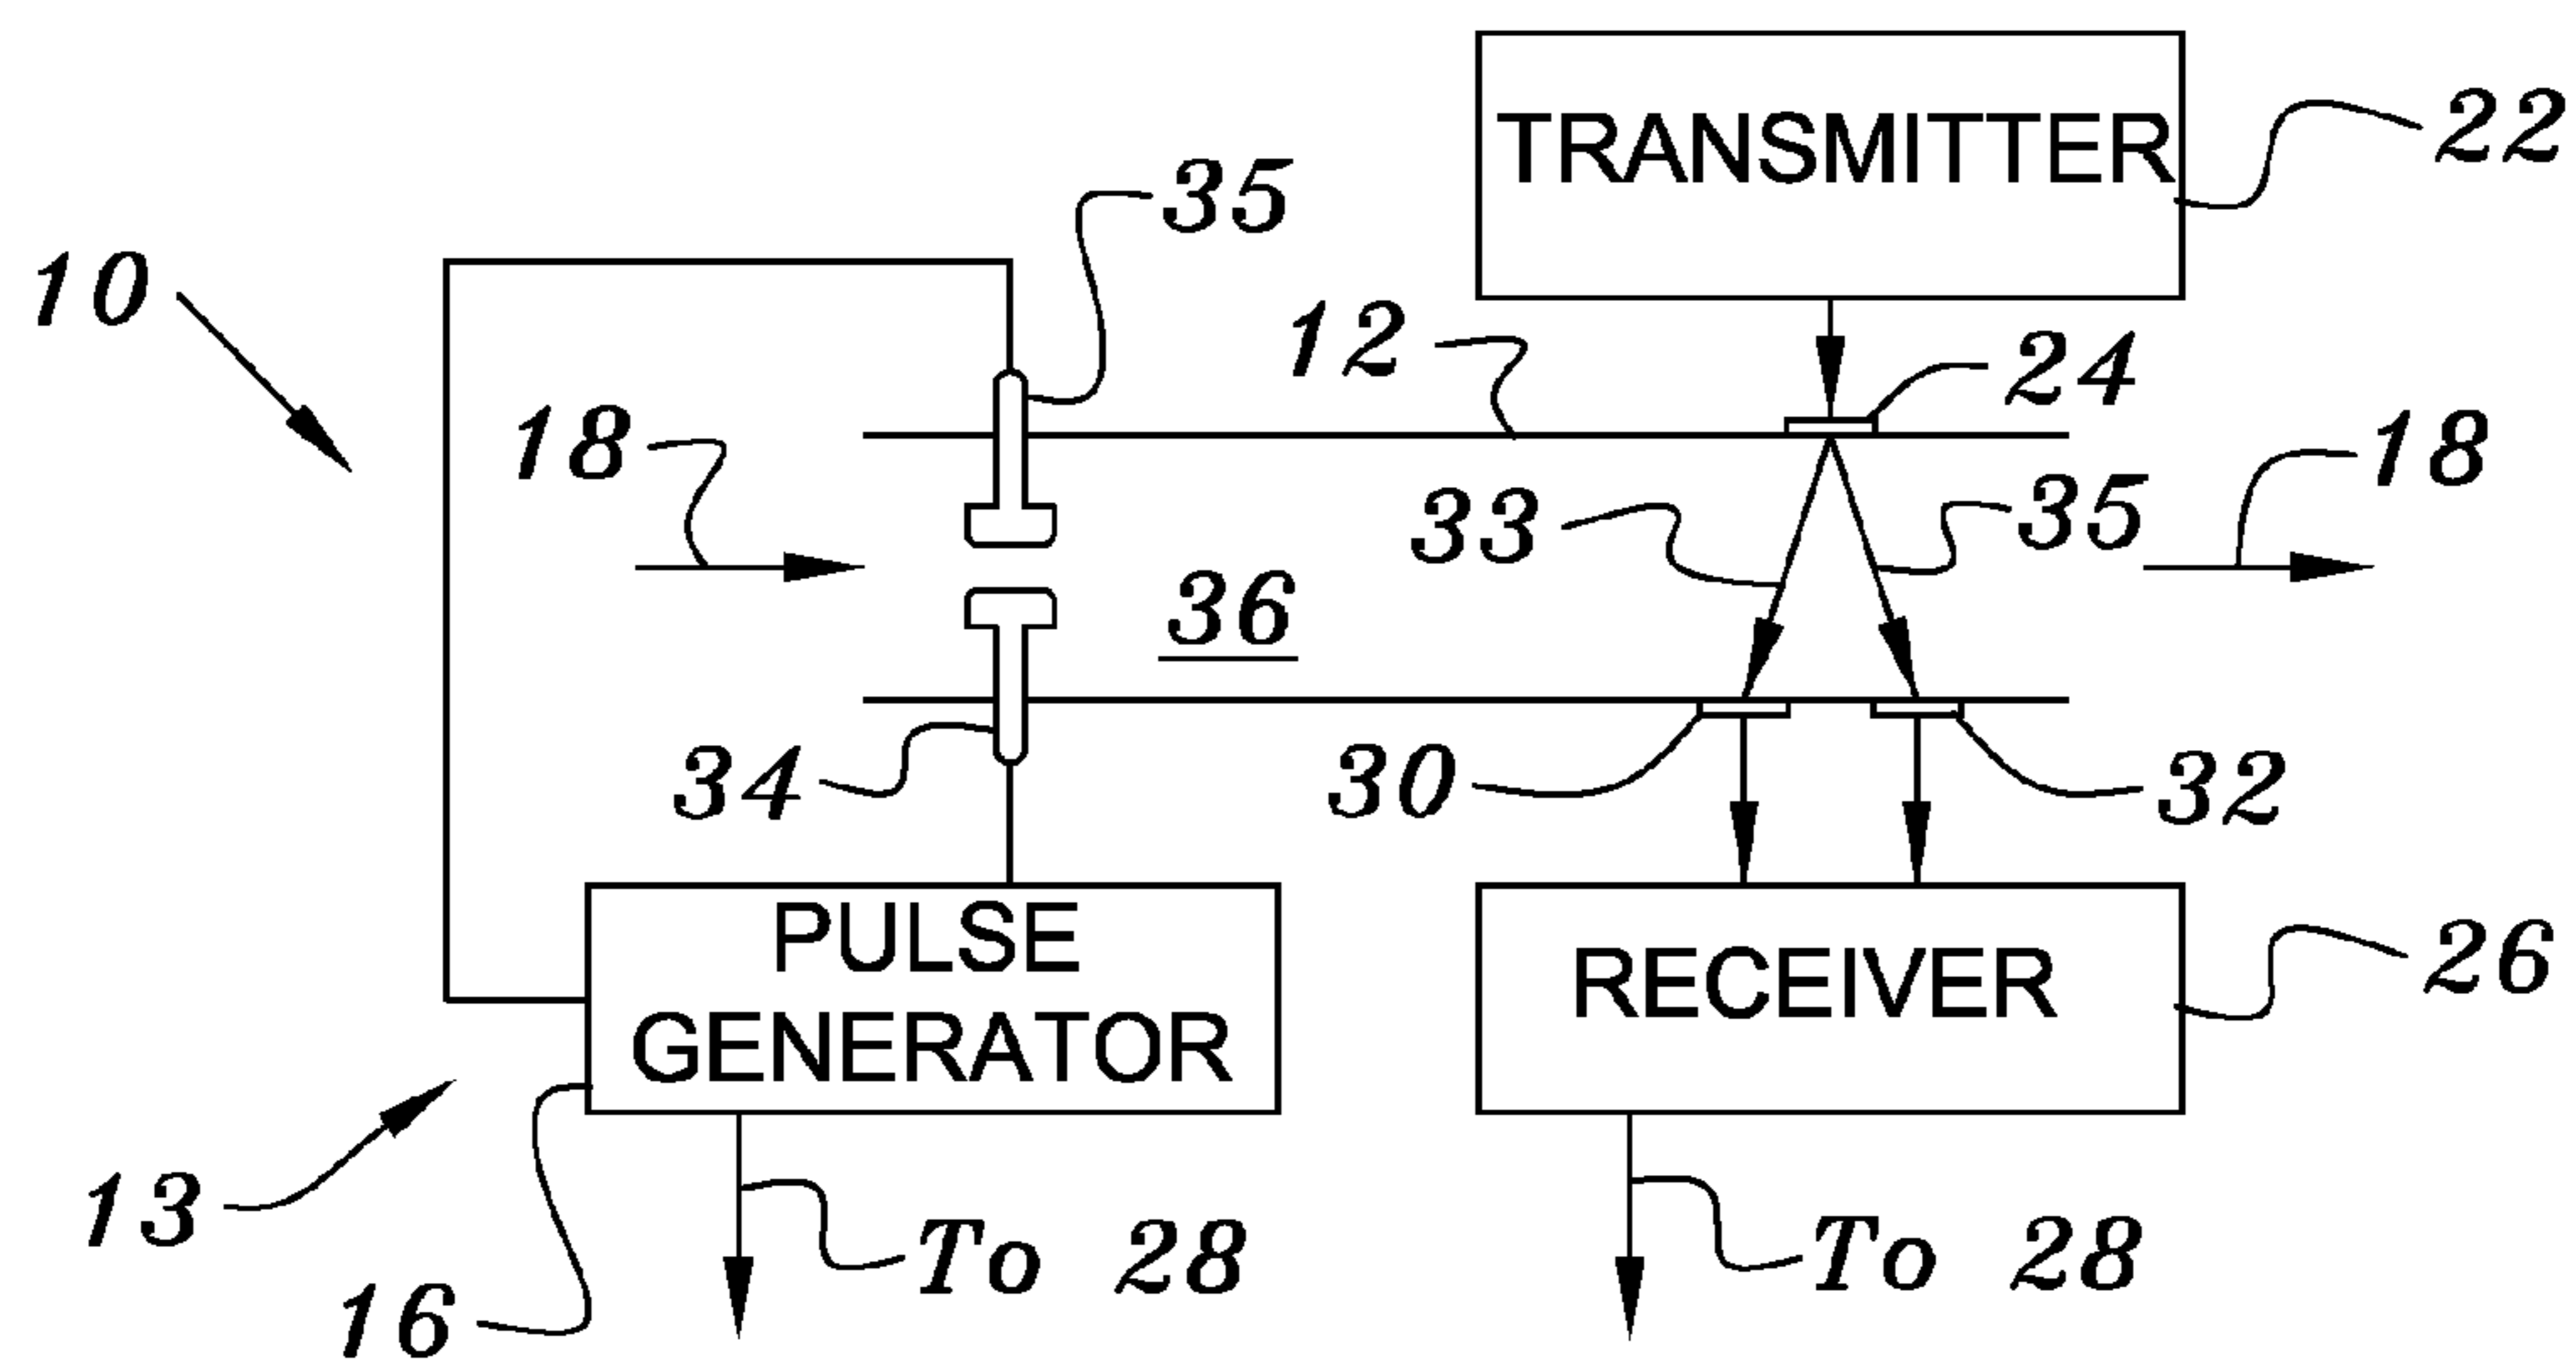 TRANSMITTER
22
35
10
12
24
18
18
33
35
36
34
30
32
PULSE
GENERATOR
RECEIVER
26
13
To 28
To 28
16